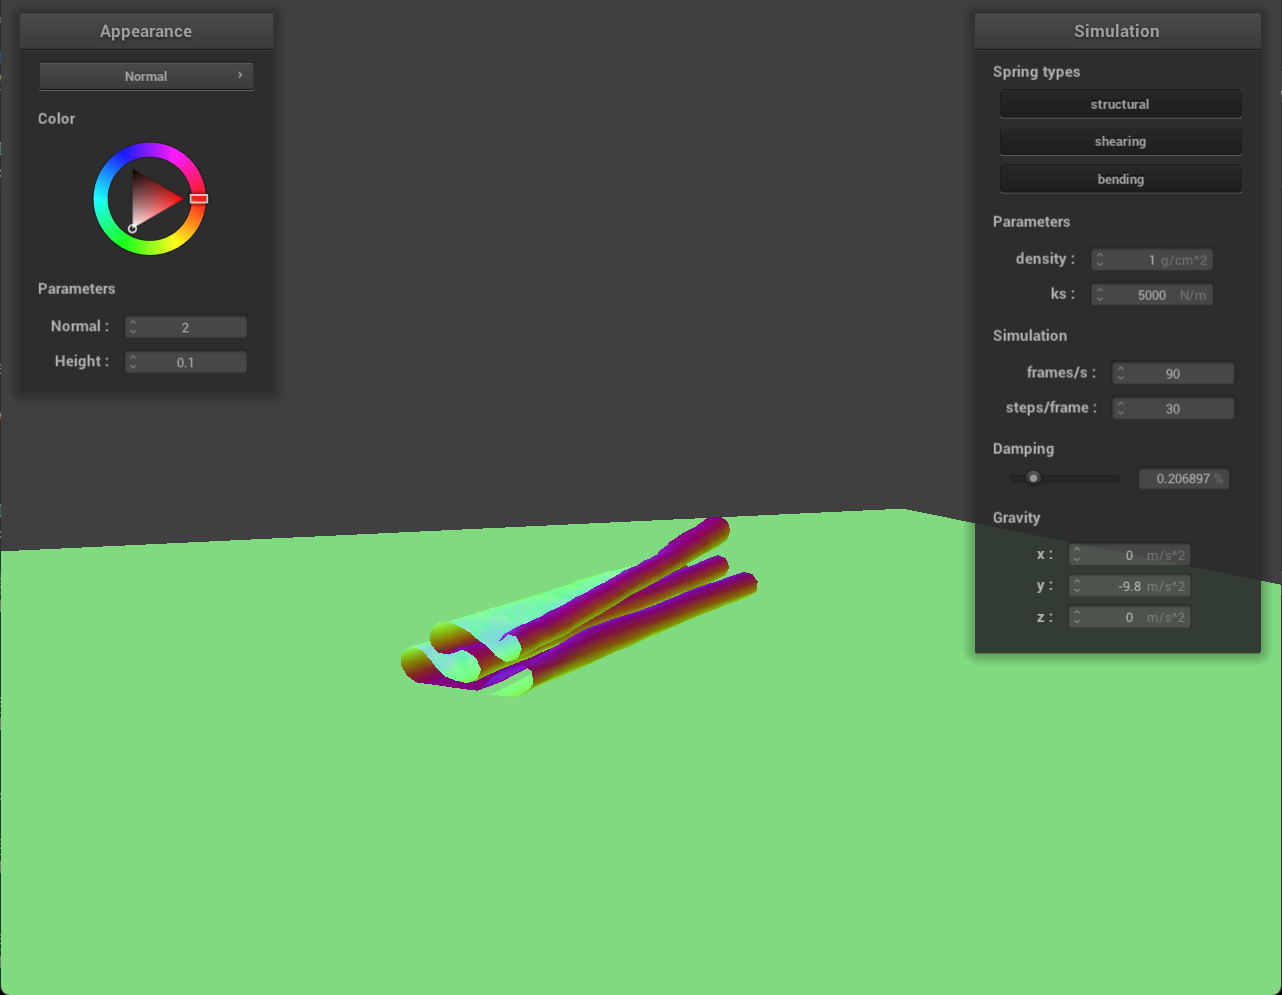 Appearance
Normal
Color
Parameters
Normal : 2
Height : 0.1
Simulation
Spring types
structural
shearing
bending
Parameters
density : 1 g/cm^2
ks : 5000 N/m
Simulation
frames/s : 90
steps/frame : 30
Damping
0.206897 %
Gravity
x : 0 m/s^2
y : -9.8 m/s^2
z : 0 m/s^2